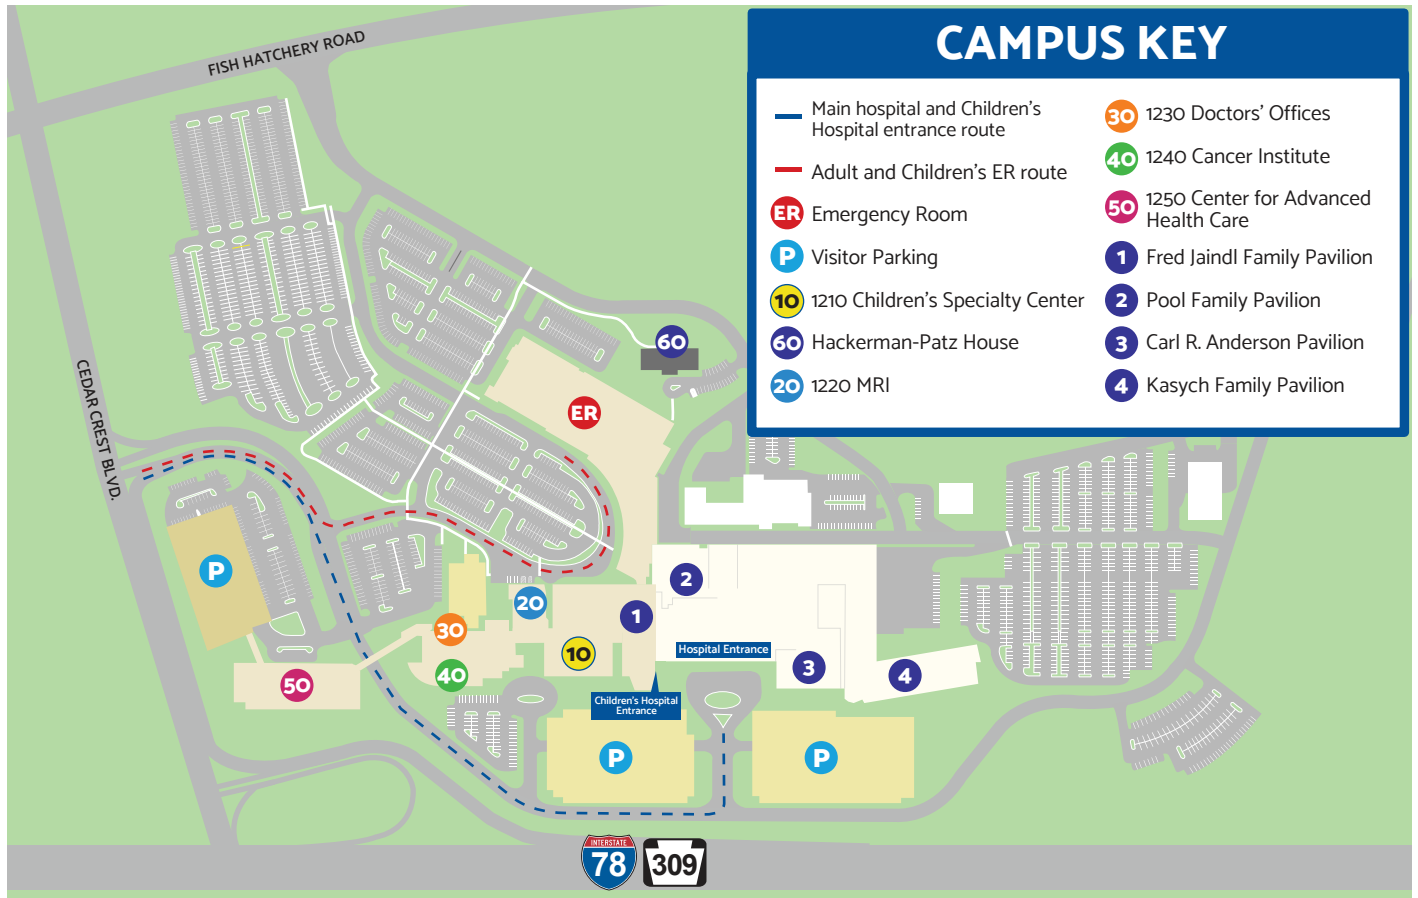 CAMPUS KEY
Main hospital and Children's
Hospital entrance route
Adult and Children's ER route
ER Emergency Room
P Visitor Parking
10 1210 Children's Specialty Center
60 Hackerman-Patz House
20 1220 MRI
30 1230 Doctors' Offices
40 1240 Cancer Institute
50 1250 Center for Advanced
Health Care
1 Fred Jaindl Family Pavilion
2 Pool Family Pavilion
3 Carl R. Anderson Pavilion
4 Kasych Family Pavilion
FISH HATCHERY ROAD
CEDAR CREST BLVD.
60
ER
P
2
20
1
30
10
Hospital Entrance
3
40
4
50
Children's Hospital
Entrance
P
P
INTERSTATE
78
309